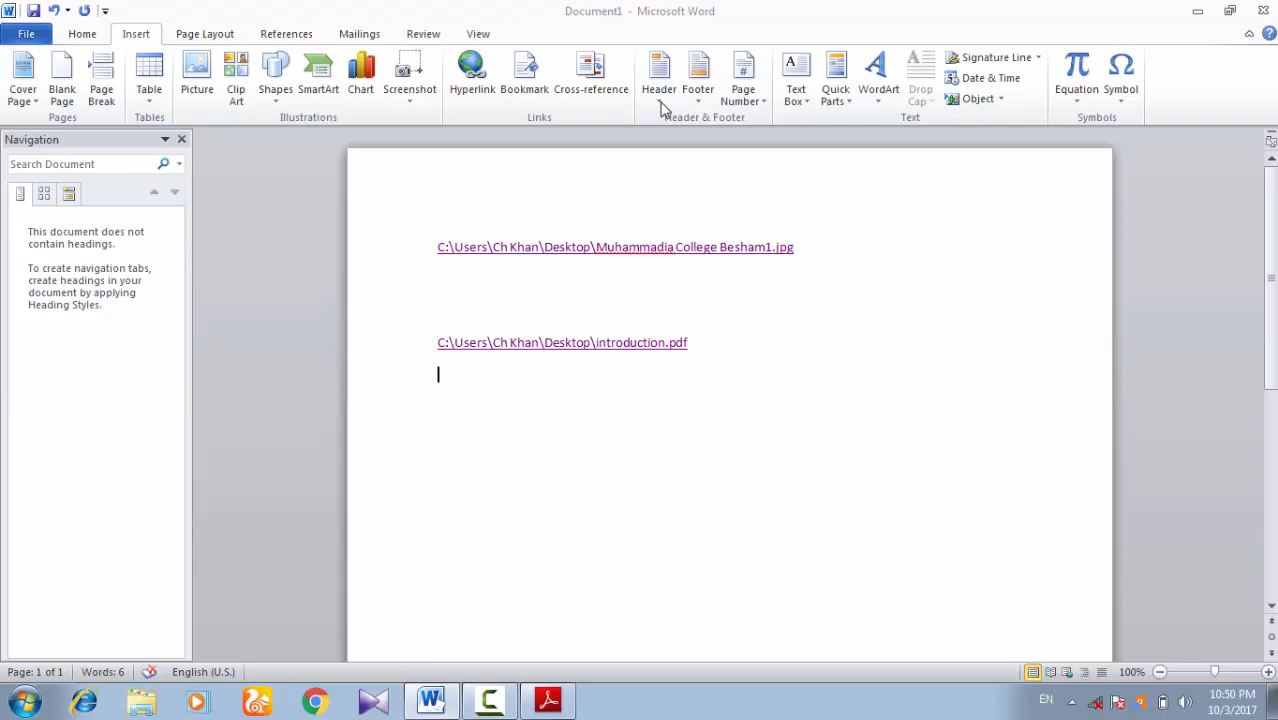 Document1 - Microsoft Word
File Home Insert Page Layout References Mailings Review View
Cover Page
Blank Page
Page Break
Table
Picture
Clip Art
Shapes
SmartArt
Chart
Screenshot
Hyperlink
Bookmark
Cross-reference
Header
Footer
Page Number
Text Box
Quick Parts
WordArt
Drop Cap
Signature Line
Date & Time
Object
Equation
Symbol
Pages Tables Illustrations Links Header & Footer Text Symbols
Navigation
Search Document
This document does not
contain headings.
To create navigation tabs,
create headings in your
document by applying
Heading Styles.
C:\Users\Ch Khan\Desktop\Muhammadia College Besham1.jpg
C:\Users\Ch Khan\Desktop\introduction.pdf
Page: 1 of 1 Words: 6 English (U.S.) 100%
EN 10:50 PM
10/3/2017